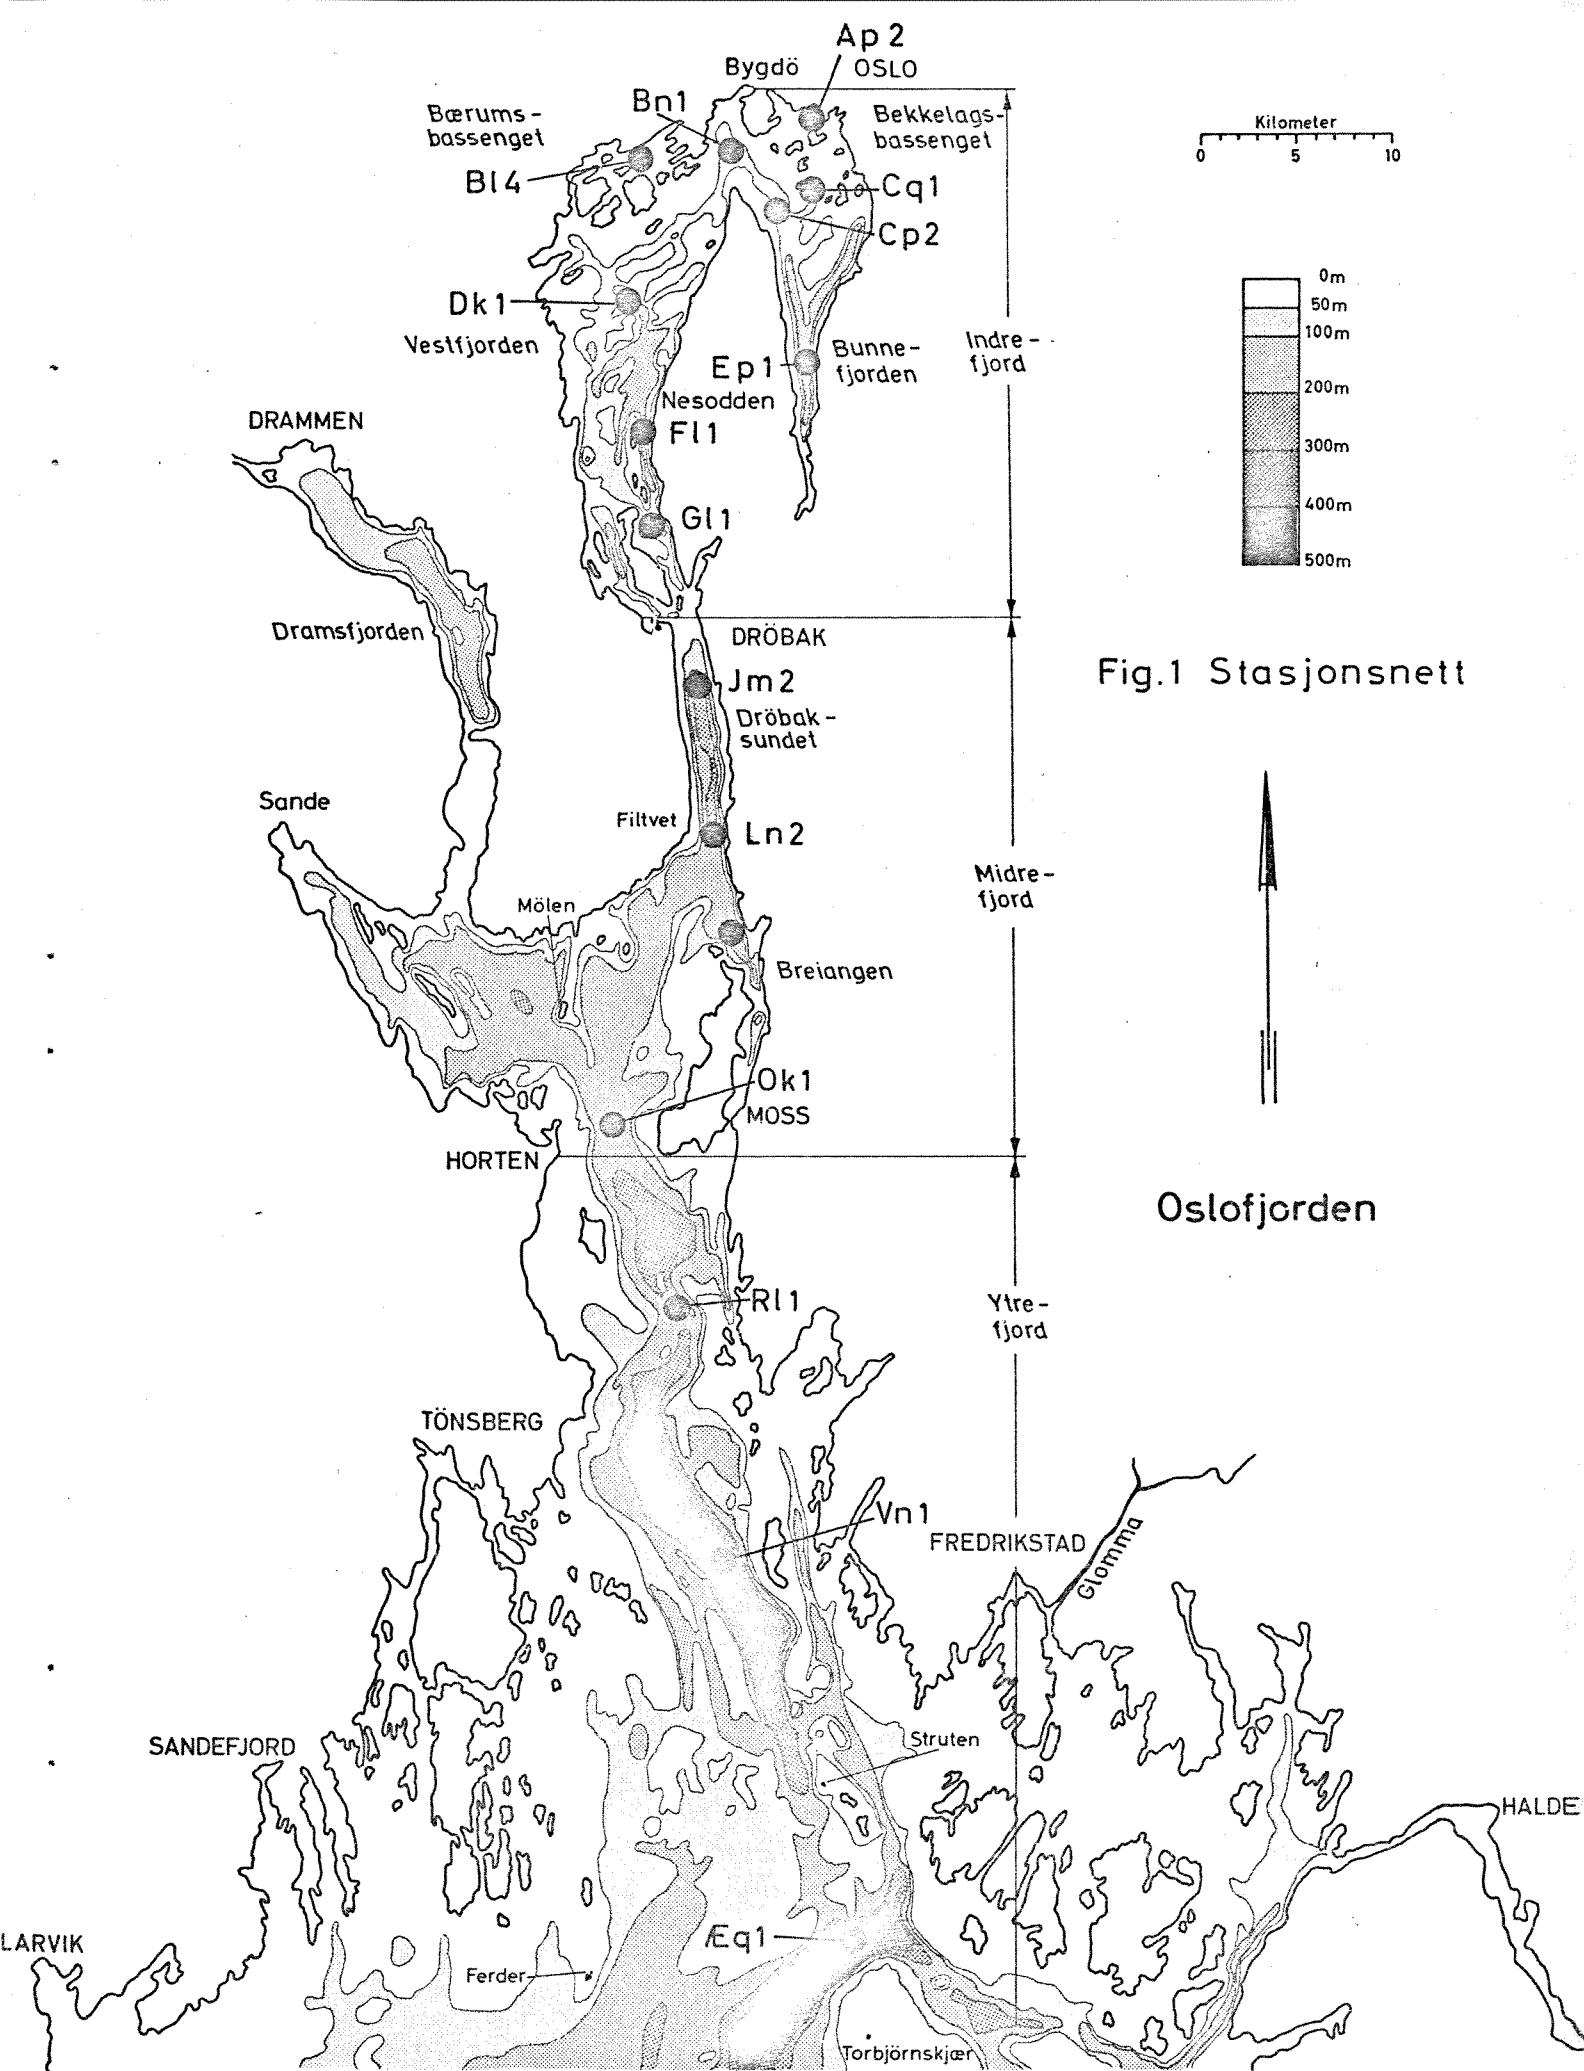 Ap 2
Bygdö
OSLO
Bn1
Bærums-
bassenget
Bekkelags-
bassenget
Kilometer
0 5 10
Bl4
Cq1
Cp2
Dk1
Vestfjorden
0m
50m
100m
200m
300m
400m
500m
Indre-
fjord
Ep1
Bunne-
fjorden
Nesodden
Fl1
DRAMMEN
Gl1
Dramsfjorden
DRÖBAK
Jm2
Dröbak-
sundet
Fig.1 Stasjonsnett
Sande
Filtvet
Ln2
Midre-
fjord
Mölen
Breiangen
Ok1
MOSS
HORTEN
Oslofjorden
Rl1
Ytre-
fjord
TÖNSBERG
Vn1
FREDRIKSTAD
Glomma
SANDEFJORD
Struten
HALDE
LARVIK
Æq1
Ferder
Torbjörnskjær